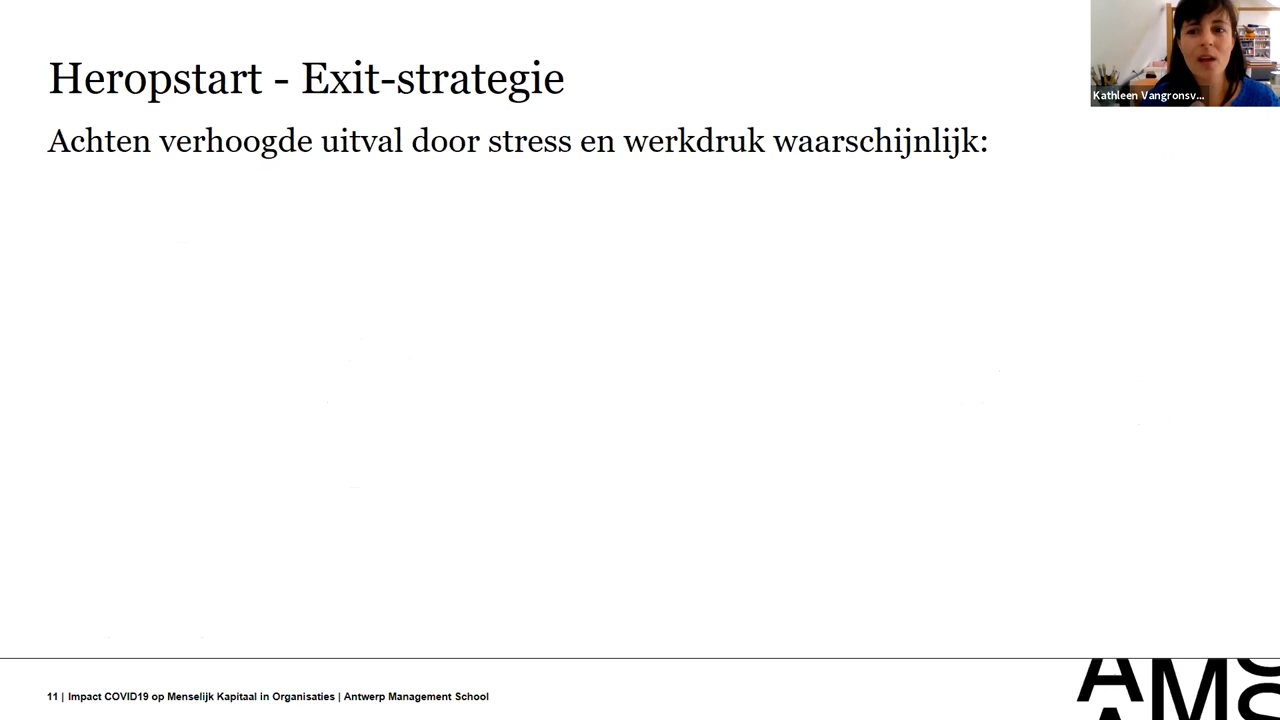 Heropstart - Exit-strategie
Kathleen Vangronsv...
Achten verhoogde uitval door stress en werkdruk waarschijnlijk:
11 | Impact COVID19 op Menselijk Kapitaal in Organisaties | Antwerp Management School
AMS